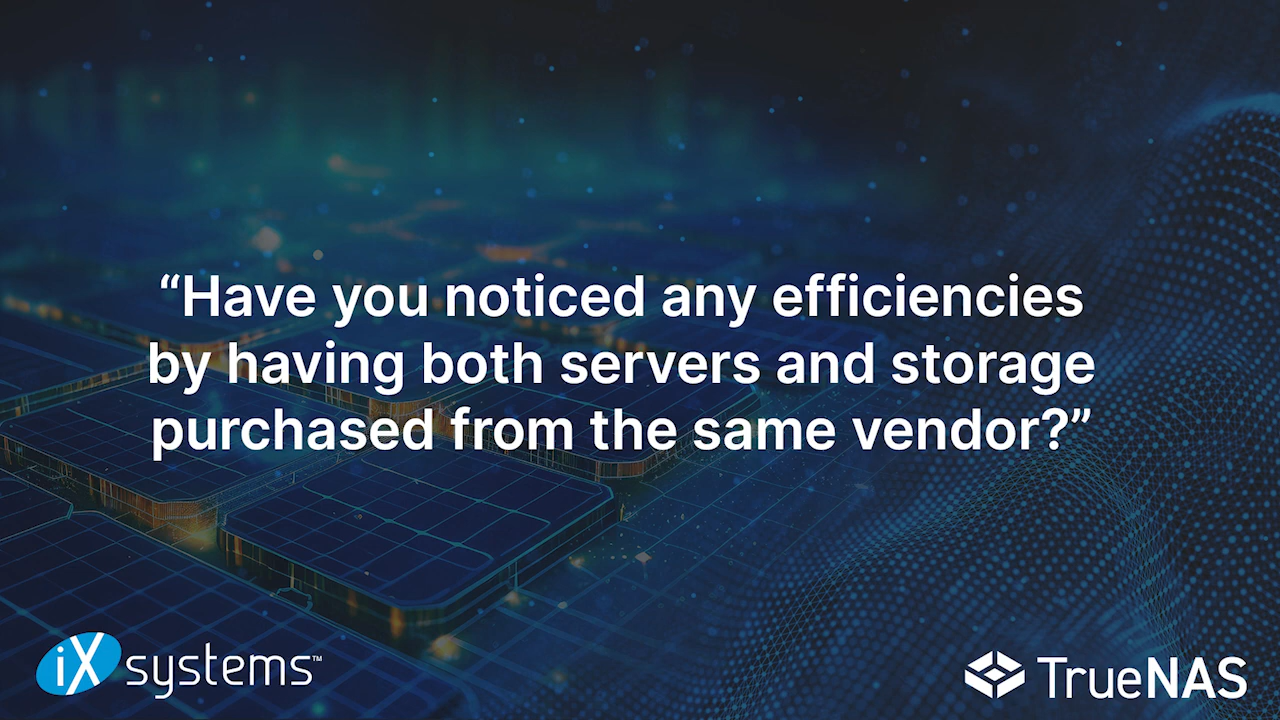 “Have you noticed any efficiencies
by having both servers and storage
purchased from the same vendor?”
iX systems™
TrueNAS